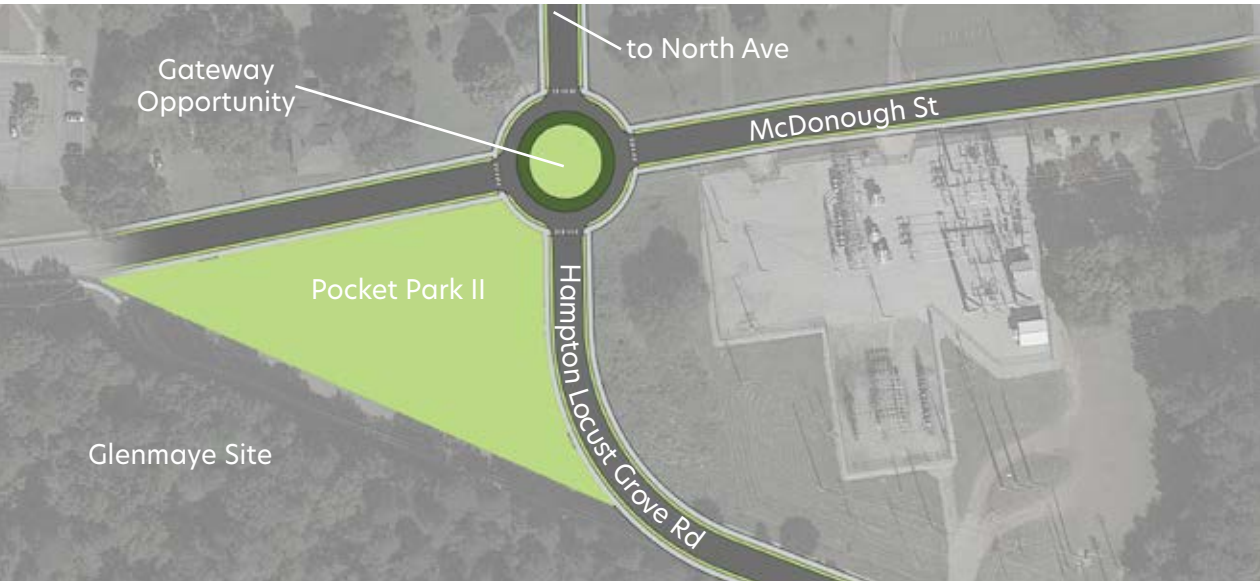 to North Ave
Gateway
Opportunity
McDonough St
Pocket Park II
Hampton Locust Grove Rd
Glenmaye Site